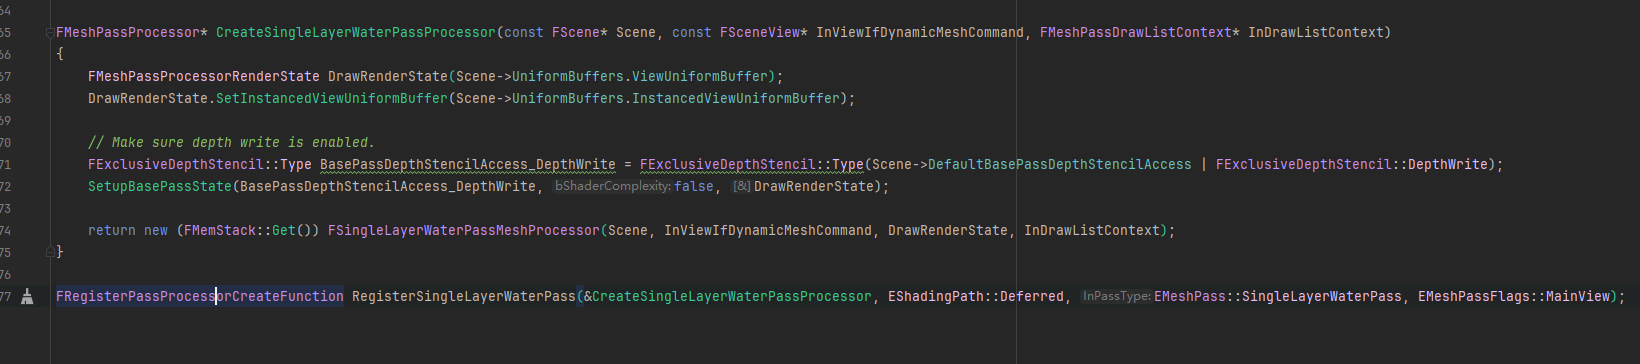 64
65 FMeshPassProcessor* CreateSingleLayerWaterPassProcessor(const FScene* Scene, const FSceneView* InViewIfDynamicMeshCommand, FMeshPassDrawListContext* InDrawListContext)
66 {
67 FMeshPassProcessorRenderState DrawRenderState(Scene->UniformBuffers.ViewUniformBuffer);
68 DrawRenderState.SetInstancedViewUniformBuffer(Scene->UniformBuffers.InstancedViewUniformBuffer);
69
70 // Make sure depth write is enabled.
71 FExclusiveDepthStencil::Type BasePassDepthStencilAccess_DepthWrite = FExclusiveDepthStencil::Type(Scene->DefaultBasePassDepthStencilAccess | FExclusiveDepthStencil::DepthWrite);
72 SetupBasePassState(BasePassDepthStencilAccess_DepthWrite, bShaderComplexity: false, [&] DrawRenderState);
73
74 return new (FMemStack::Get()) FSingleLayerWaterPassMeshProcessor(Scene, InViewIfDynamicMeshCommand, DrawRenderState, InDrawListContext);
75 }
76
77 FRegisterPassProcessorCreateFunction RegisterSingleLayerWaterPass(&CreateSingleLayerWaterPassProcessor, EShadingPath::Deferred, InPassType: EMeshPass::SingleLayerWaterPass, EMeshPassFlags::MainView);